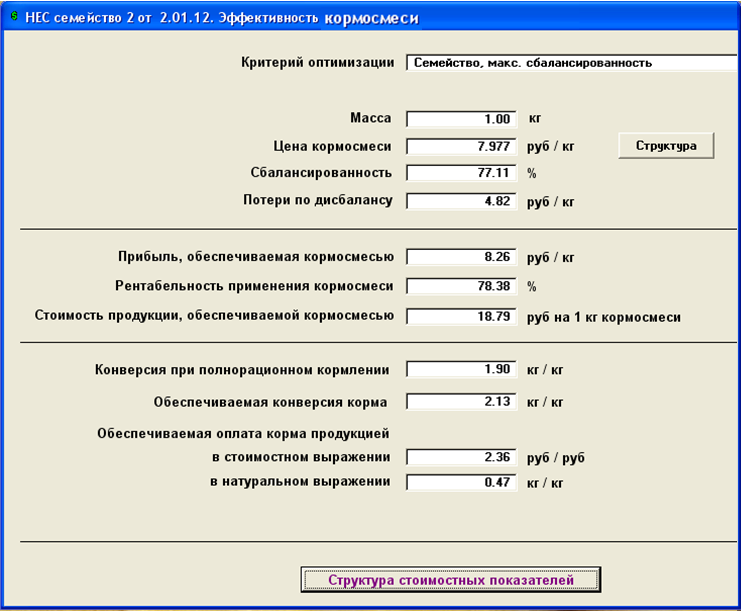 НЕС семейство 2 от 2.01.12. Эффективность кормосмеси
Критерий оптимизации Семейство, макс. сбалансированность
Масса 1.00 кг
Цена кормосмеси 7.977 руб / кг Структура
Сбалансированность 77.11 %
Потери по дисбалансу 4.82 руб / кг
Прибыль, обеспечиваемая кормосмесью 8.26 руб / кг
Рентабельность применения кормосмеси 78.38 %
Стоимость продукции, обеспечиваемой кормосмесью 18.79 руб на 1 кг кормосмеси
Конверсия при полнорационном кормлении 1.90 кг / кг
Обеспечиваемая конверсия корма 2.13 кг / кг
Обеспечиваемая оплата корма продукцией
в стоимостном выражении 2.36 руб / руб
в натуральном выражении 0.47 кг / кг
Структура стоимостных показателей